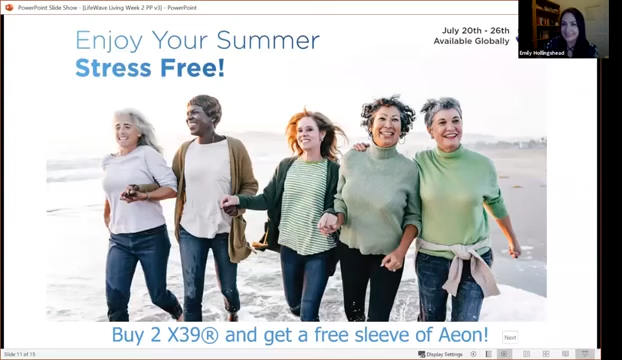 PowerPoint Slide Show - [LifeWave Living Week 2 PP v3] - PowerPoint
Enjoy Your Summer
Stress Free!
July 20th - 26th
Available Globally
Emily Hollingshead
Buy 2 X39® and get a free sleeve of Aeon!
Next
Slide 11 of 15
Display Settings